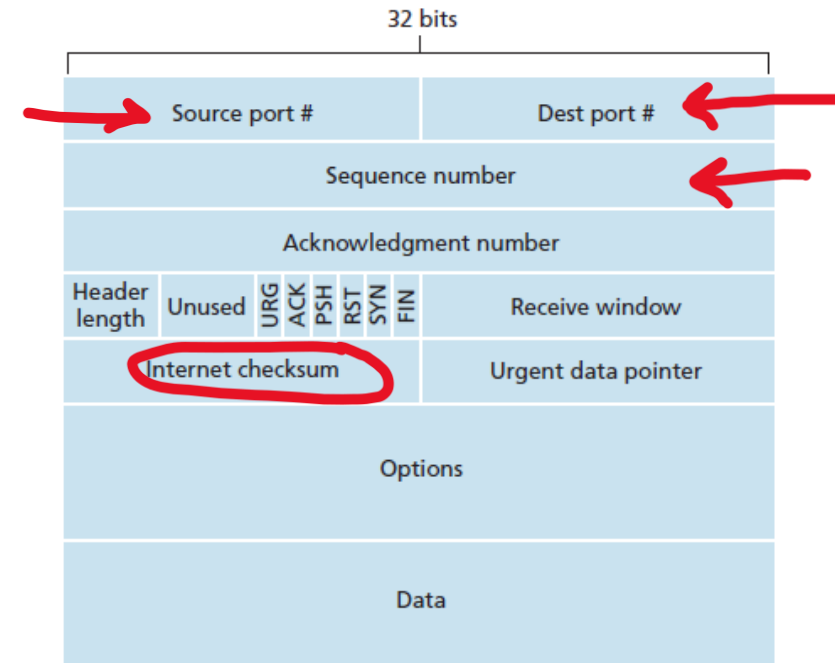 32 bits
Source port # Dest port #
Sequence number
Acknowledgment number
Header length Unused URG ACK PSH RST SYN FIN Receive window
Internet checksum Urgent data pointer
Options
Data